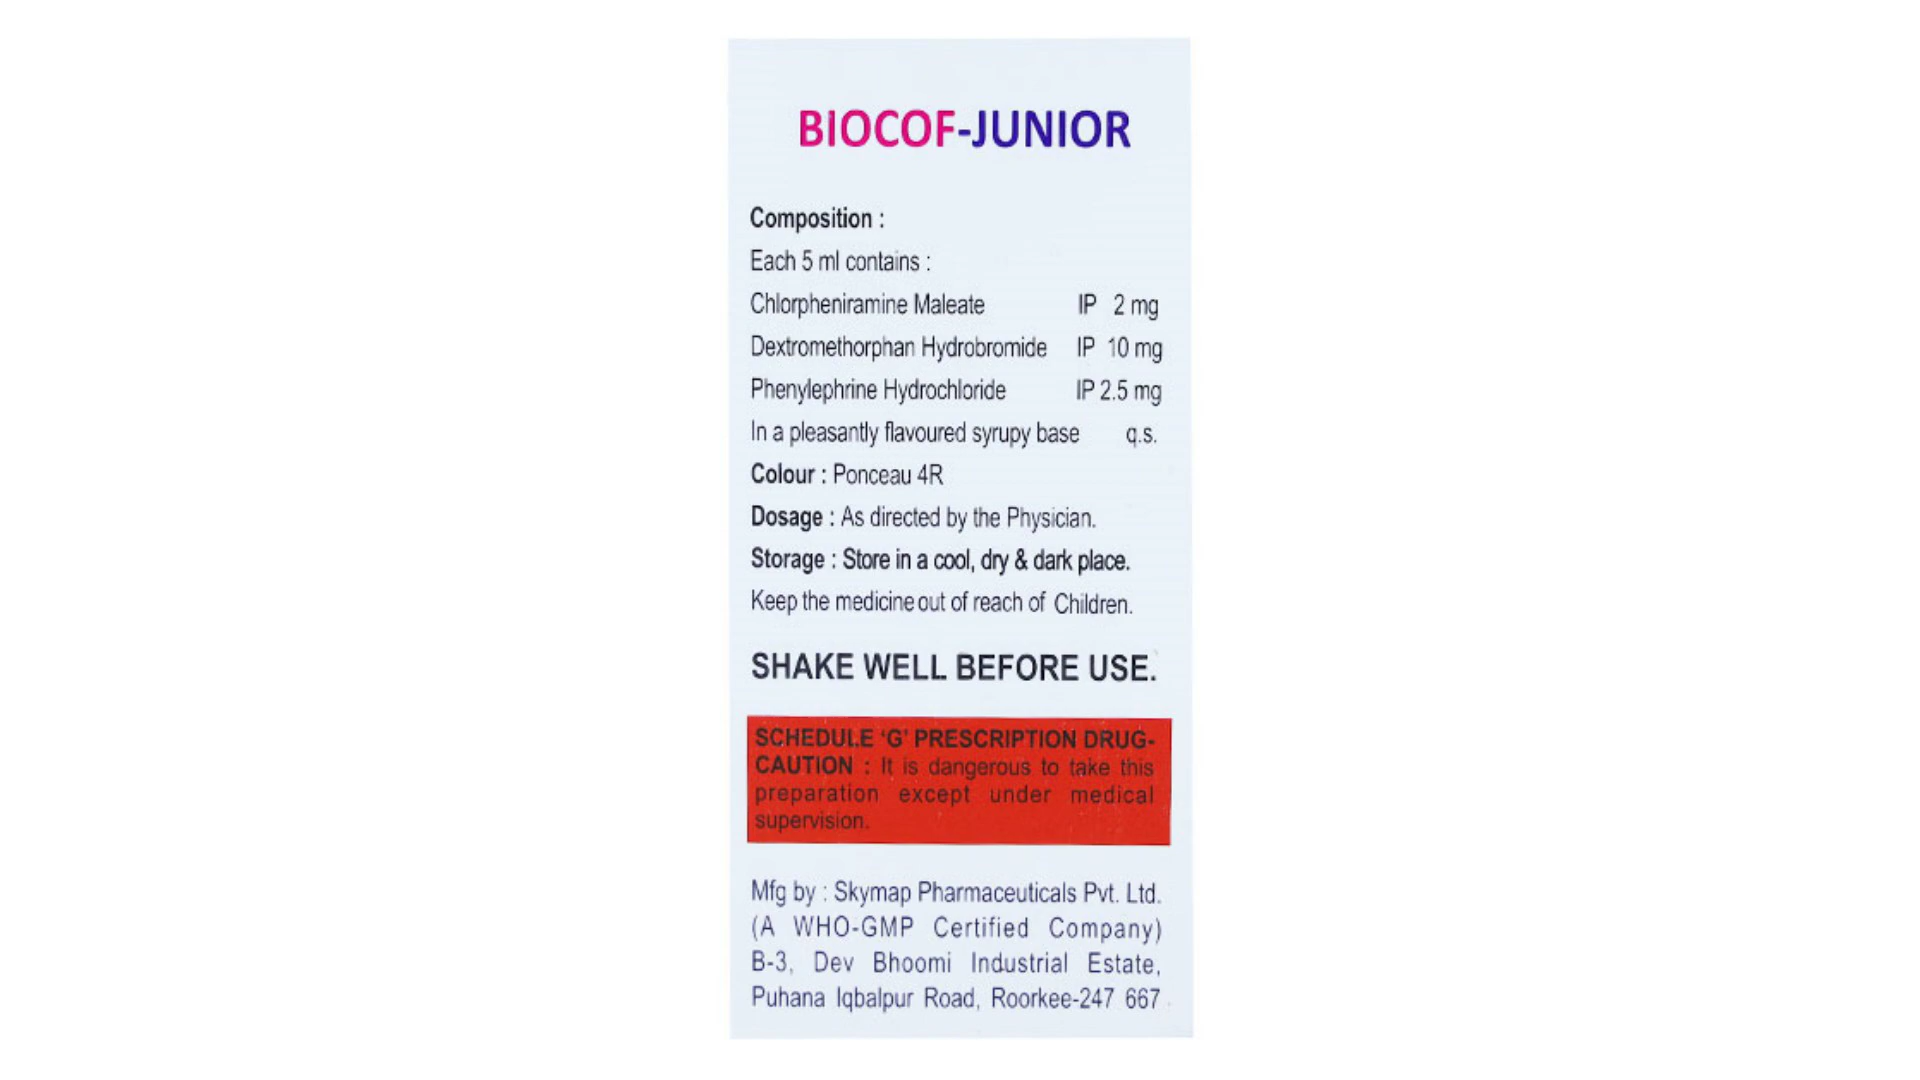 BIOCOF-JUNIOR
Composition :
Each 5 ml contains :
Chlorpheniramine Maleate IP 2 mg
Dextromethorphan Hydrobromide IP 10 mg
Phenylephrine Hydrochloride IP 2.5 mg
In a pleasantly flavoured syrupy base q.s.
Colour : Ponceau 4R
Dosage : As directed by the Physician.
Storage : Store in a cool, dry & dark place.
Keep the medicine out of reach of Children.
SHAKE WELL BEFORE USE.
SCHEDULE 'G' PRESCRIPTION DRUG-
CAUTION : It is dangerous to take this
preparation except under medical
supervision.
Mfg by : Skymap Pharmaceuticals Pvt. Ltd.
(A WHO-GMP Certified Company)
B-3, Dev Bhoomi Industrial Estate,
Puhana Iqbalpur Road, Roorkee-247 667